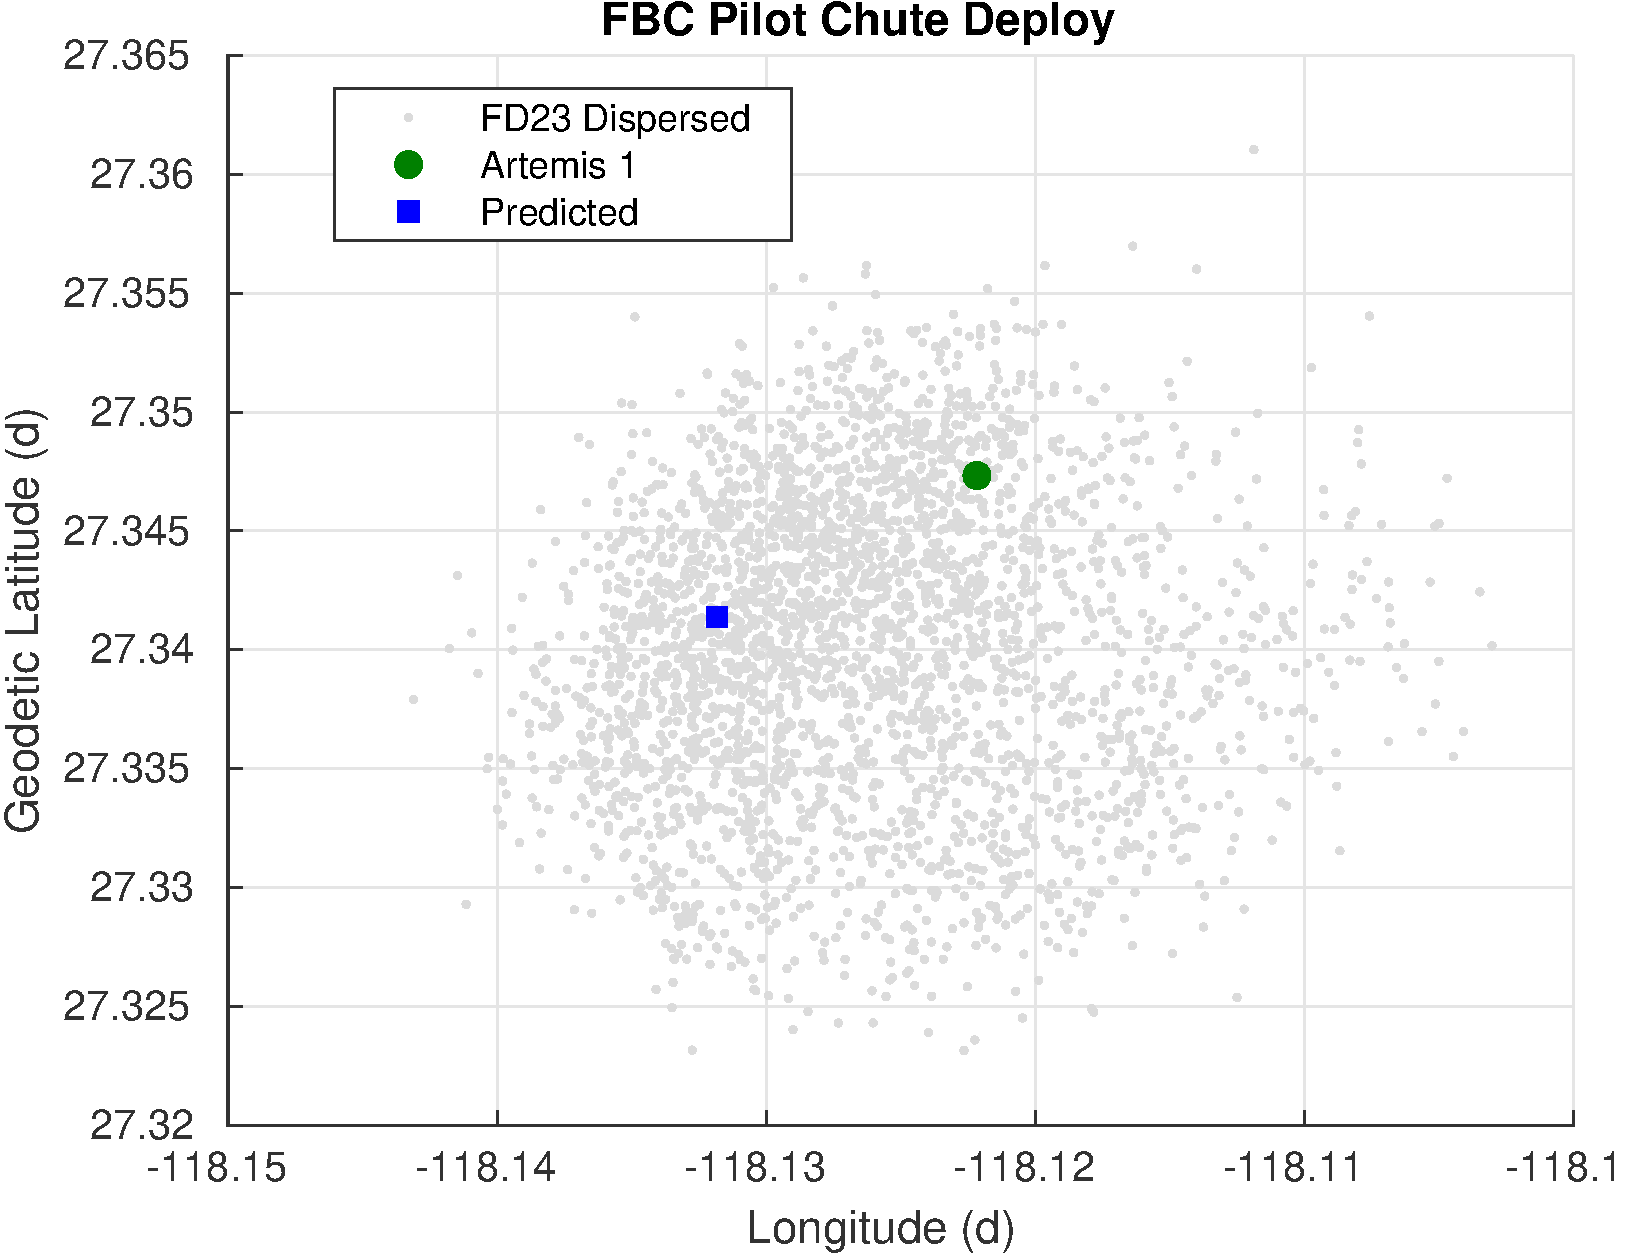 FBC Pilot Chute Deploy
27.365
27.36
27.355
27.35
27.345
27.34
27.335
27.33
27.325
27.32
Geodetic Latitude (d)
FD23 Dispersed
Artemis 1
Predicted
-118.15
-118.14
-118.13
-118.12
-118.11
-118.1
Longitude (d)